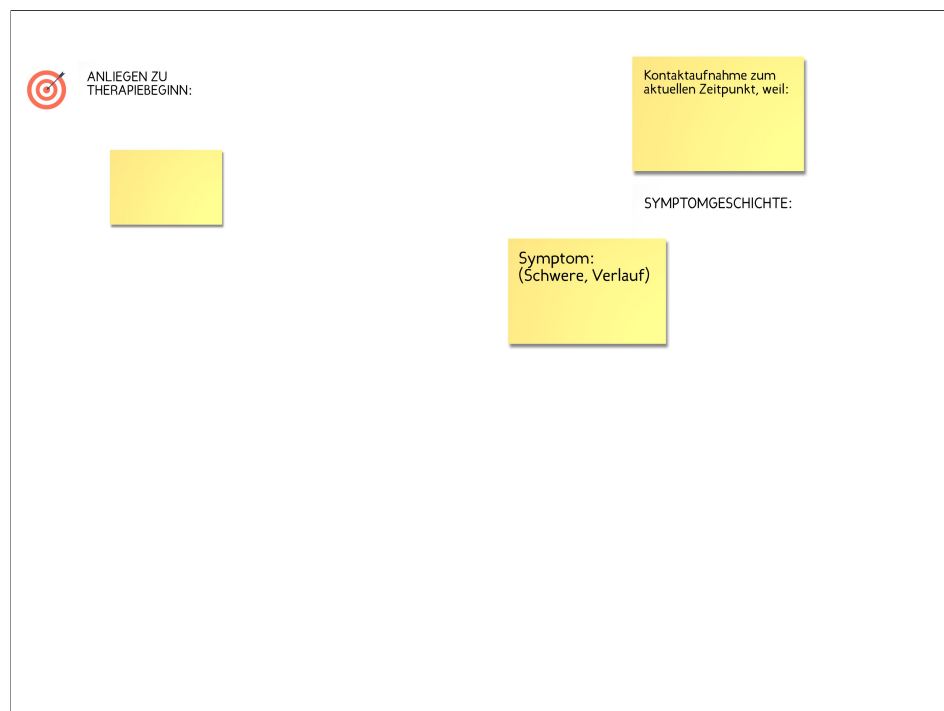 ANLIEGEN ZU
THERAPIEBEGINN:
Kontaktaufnahme zum
aktuellen Zeitpunkt, weil:
SYMPTOMGESCHICHTE:
Symptom:
(Schwere, Verlauf)